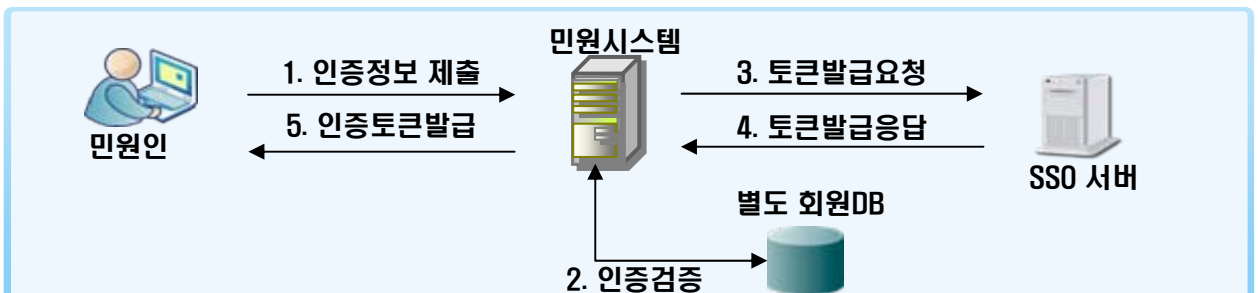 민원시스템
1. 인증정보 제출
3. 토큰발급요청
5. 인증토큰발급
4. 토큰발급응답
민원인
SSO 서버
별도 회원DB
2. 인증검증